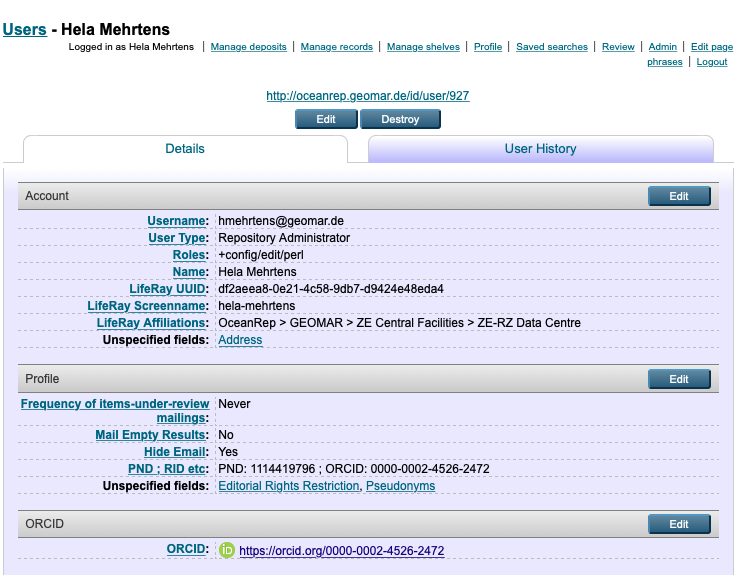 Users - Hela Mehrtens
Logged in as Hela Mehrtens | Manage deposits | Manage records | Manage shelves | Profile | Saved searches | Review | Admin | Edit page
phrases | Logout
http://oceanrep.geomar.de/id/user/927
Edit Destroy
Details User History
Account Edit
Username: hmehrtens@geomar.de
User Type: Repository Administrator
Roles: +config/edit/perl
Name: Hela Mehrtens
LifeRay UUID: df2aeea8-0e21-4c58-9db7-d9424e48eda4
LifeRay Screenname: hela-mehrtens
LifeRay Affiliations: OceanRep > GEOMAR > ZE Central Facilities > ZE-RZ Data Centre
Unspecified fields: Address
Profile Edit
Frequency of items-under-review Never
mailings:
Mail Empty Results: No
Hide Email: Yes
PND ; RID etc: PND: 1114419796 ; ORCID: 0000-0002-4526-2472
Unspecified fields: Editorial Rights Restriction, Pseudonyms
ORCID Edit
ORCID: iD https://orcid.org/0000-0002-4526-2472